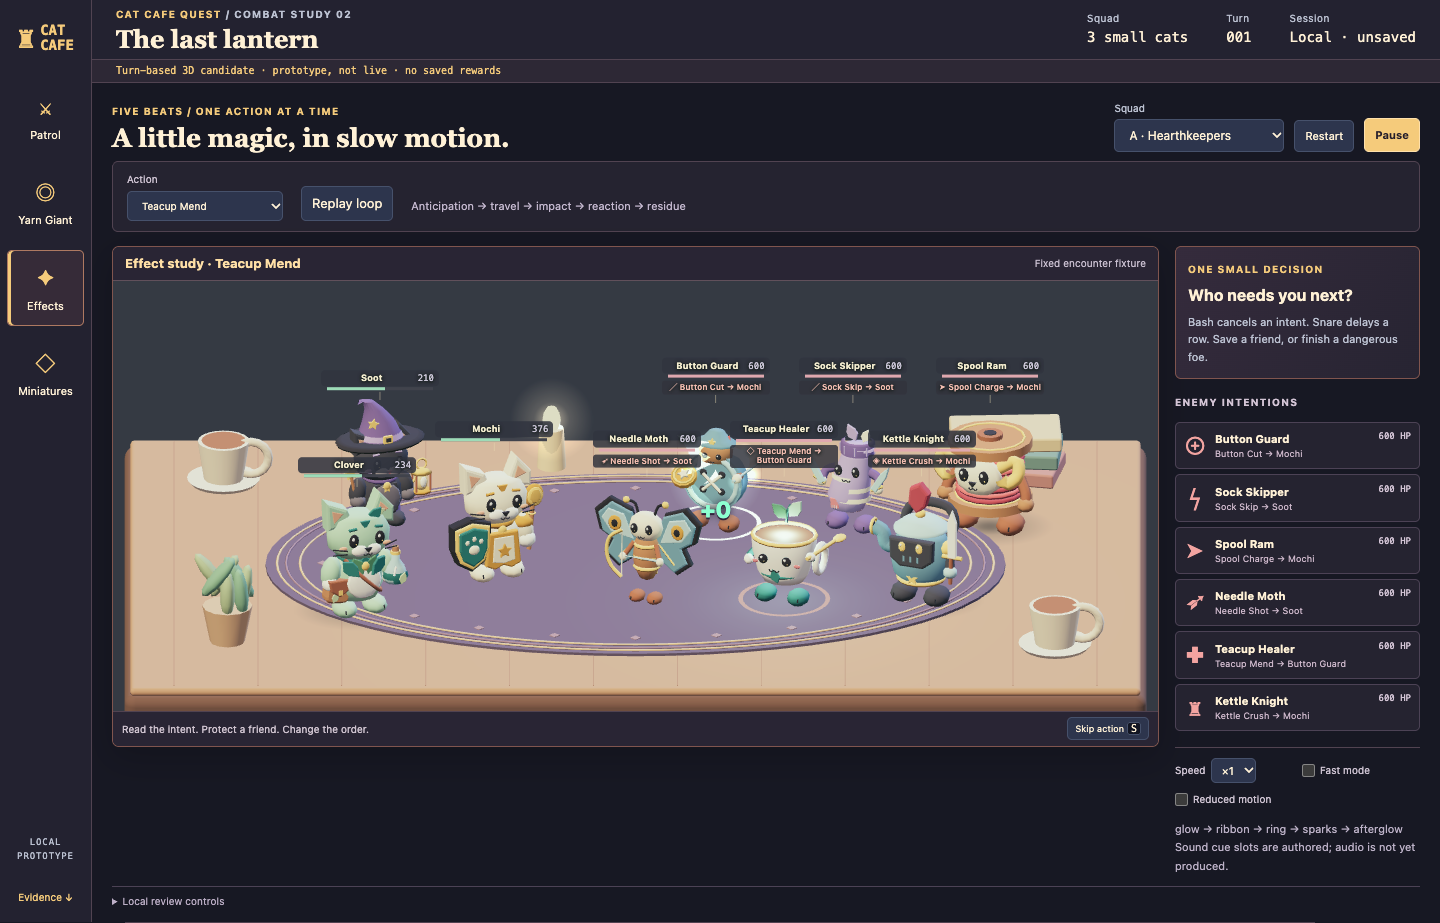 CAT
CAFE
Patrol
Yarn Giant
Effects
Miniatures
LOCAL
PROTOTYPE
Evidence ↓
CAT CAFE QUEST / COMBAT STUDY 02
The last lantern
Squad
3 small cats
Turn
001
Session
Local · unsaved
Turn-based 3D candidate · prototype, not live · no saved rewards
FIVE BEATS / ONE ACTION AT A TIME
A little magic, in slow motion.
Squad
A · Hearthkeepers
Restart
Pause
Action
Teacup Mend
Replay loop
Anticipation → travel → impact → reaction → residue
Effect study · Teacup Mend
Fixed encounter fixture
Soot 210
Button Guard 600
Button Cut → Mochi
Sock Skipper 600
Sock Skip → Soot
Spool Ram 600
Spool Charge → Mochi
Mochi 376
Needle Moth 600
Needle Shot → Soot
Teacup Healer 600
Teacup Mend →
Button Guard
Kettle Knight 600
Kettle Crush → Mochi
Clover 234
+0
Read the intent. Protect a friend. Change the order.
Skip action S
ONE SMALL DECISION
Who needs you next?
Bash cancels an intent. Snare delays a
row. Save a friend, or finish a dangerous
foe.
ENEMY INTENTIONS
Button Guard 600 HP
Button Cut → Mochi
Sock Skipper 600 HP
Sock Skip → Soot
Spool Ram 600 HP
Spool Charge → Mochi
Needle Moth 600 HP
Needle Shot → Soot
Teacup Healer 600 HP
Teacup Mend → Button Guard
Kettle Knight 600 HP
Kettle Crush → Mochi
Speed ×1
Fast mode
Reduced motion
glow → ribbon → ring → sparks → afterglow
Sound cue slots are authored; audio is not yet
produced.
Local review controls